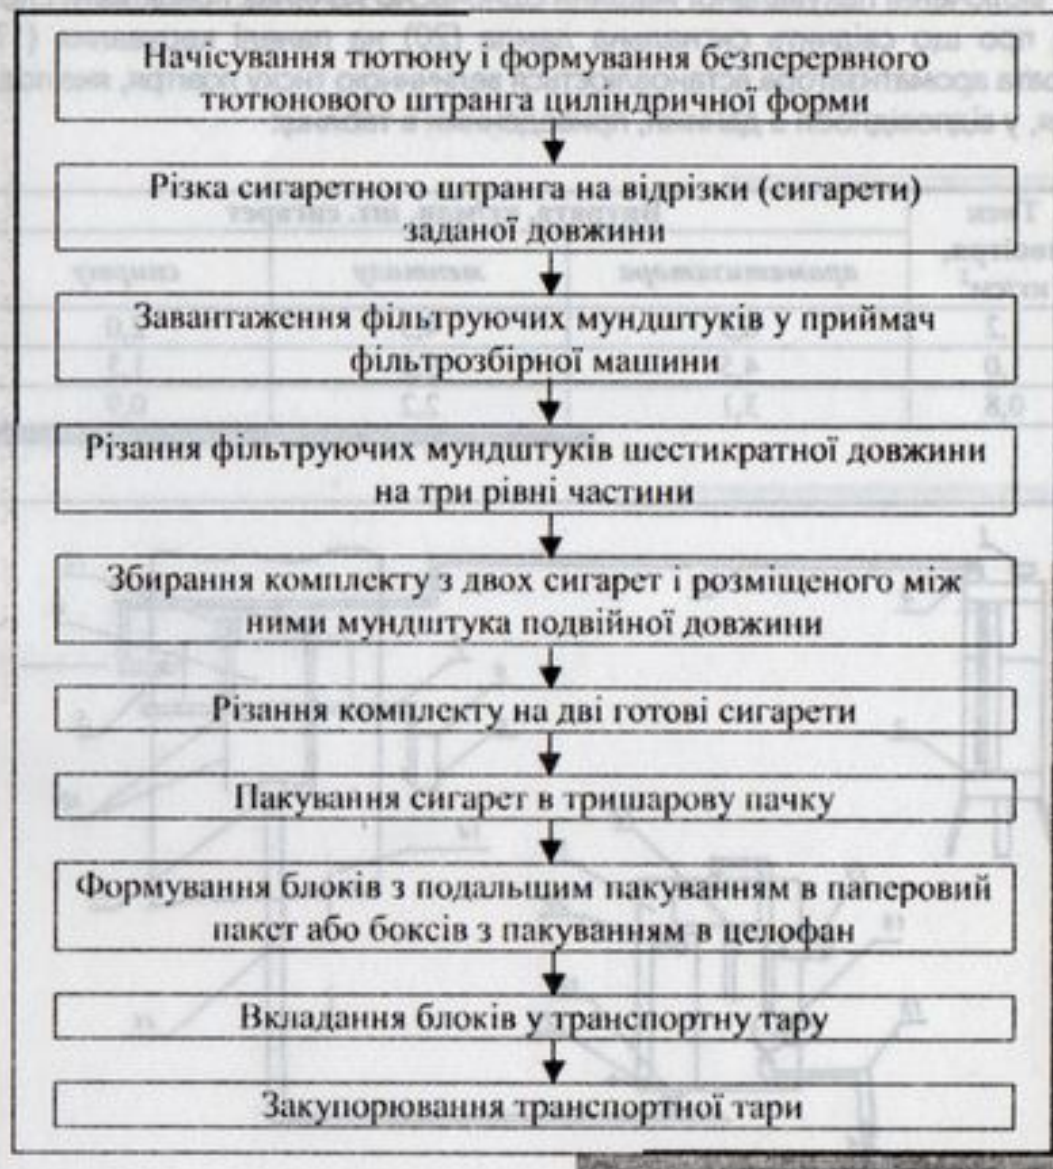 Начісування тютюну і формування безперервного
тютюнового штранга циліндричної форми
Різка сигаретного штранга на відрізки (сигарети)
заданої довжини
Завантаження фільтруючих мундштуків у приймач
фільтрозбірної машини
Різання фільтруючих мундштуків шестикратної довжини
на три рівні частини
Збирання комплекту з двох сигарет і розміщеного між
ними мундштука подвійної довжини
Різання комплекту на дві готові сигарети
Пакування сигарет в тришарову пачку
Формування блоків з подальшим пакуванням в паперовий
пакет або боксів з пакуванням в целофан
Вкладання блоків у транспортну тару
Закупорювання транспортної тари